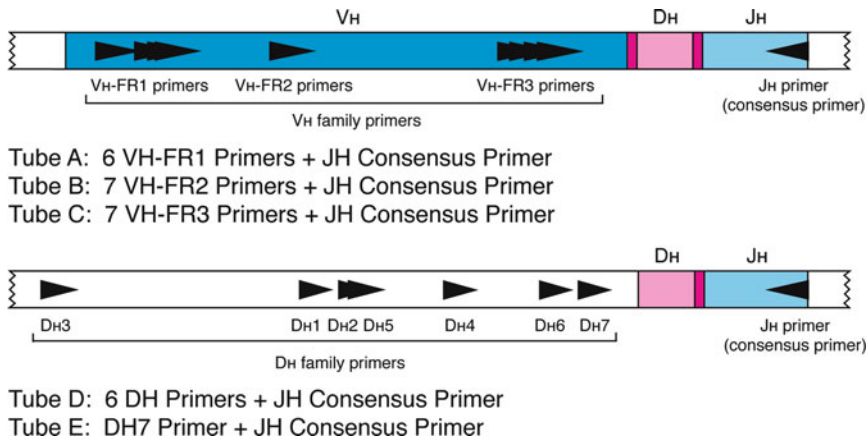 VH DH JH
VH-FR1 primers VH-FR2 primers VH-FR3 primers JH primer
(consensus primer)
VH family primers
Tube A: 6 VH-FR1 Primers + JH Consensus Primer
Tube B: 7 VH-FR2 Primers + JH Consensus Primer
Tube C: 7 VH-FR3 Primers + JH Consensus Primer
DH JH
DH3 DH1 DH2 DH5 DH4 DH6 DH7 JH primer
(consensus primer)
DH family primers
Tube D: 6 DH Primers + JH Consensus Primer
Tube E: DH7 Primer + JH Consensus Primer